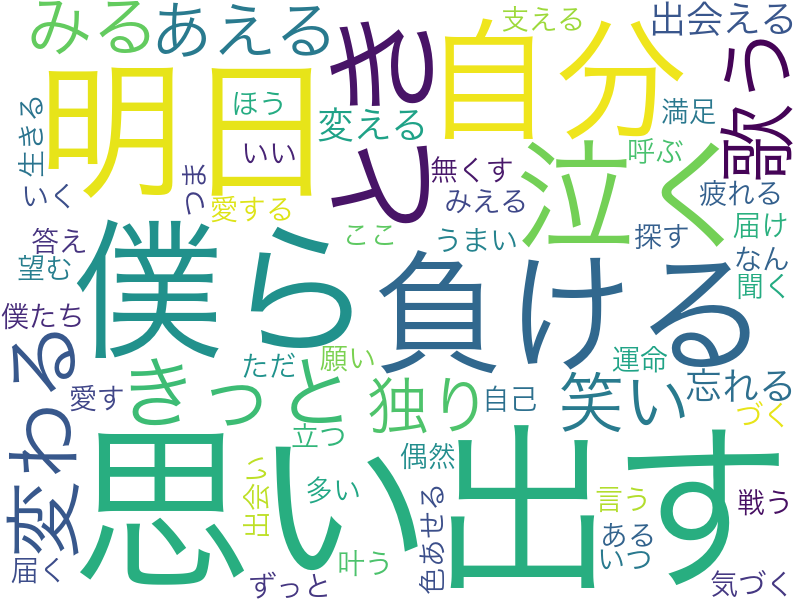 みる
あえる
とき
自分
支える
出会える
歌う
明日
ほう
変える
満足
生きる
いい
泣く
呼ぶ
無くす
つま
いく
愛する
みえる
疲れる
届け
答え
ここ
うまい
探す
なん
望む
僕ら
負ける
聞く
僕たち
変わる
ただ
願い
運命
きっと
独り
自己
笑い
忘れる
愛す
づく
立つ
偶然
思い出す
出会い
多い
色あせる
言う
戦う
ある
いつ
届く
ずっと
叶う
気づく